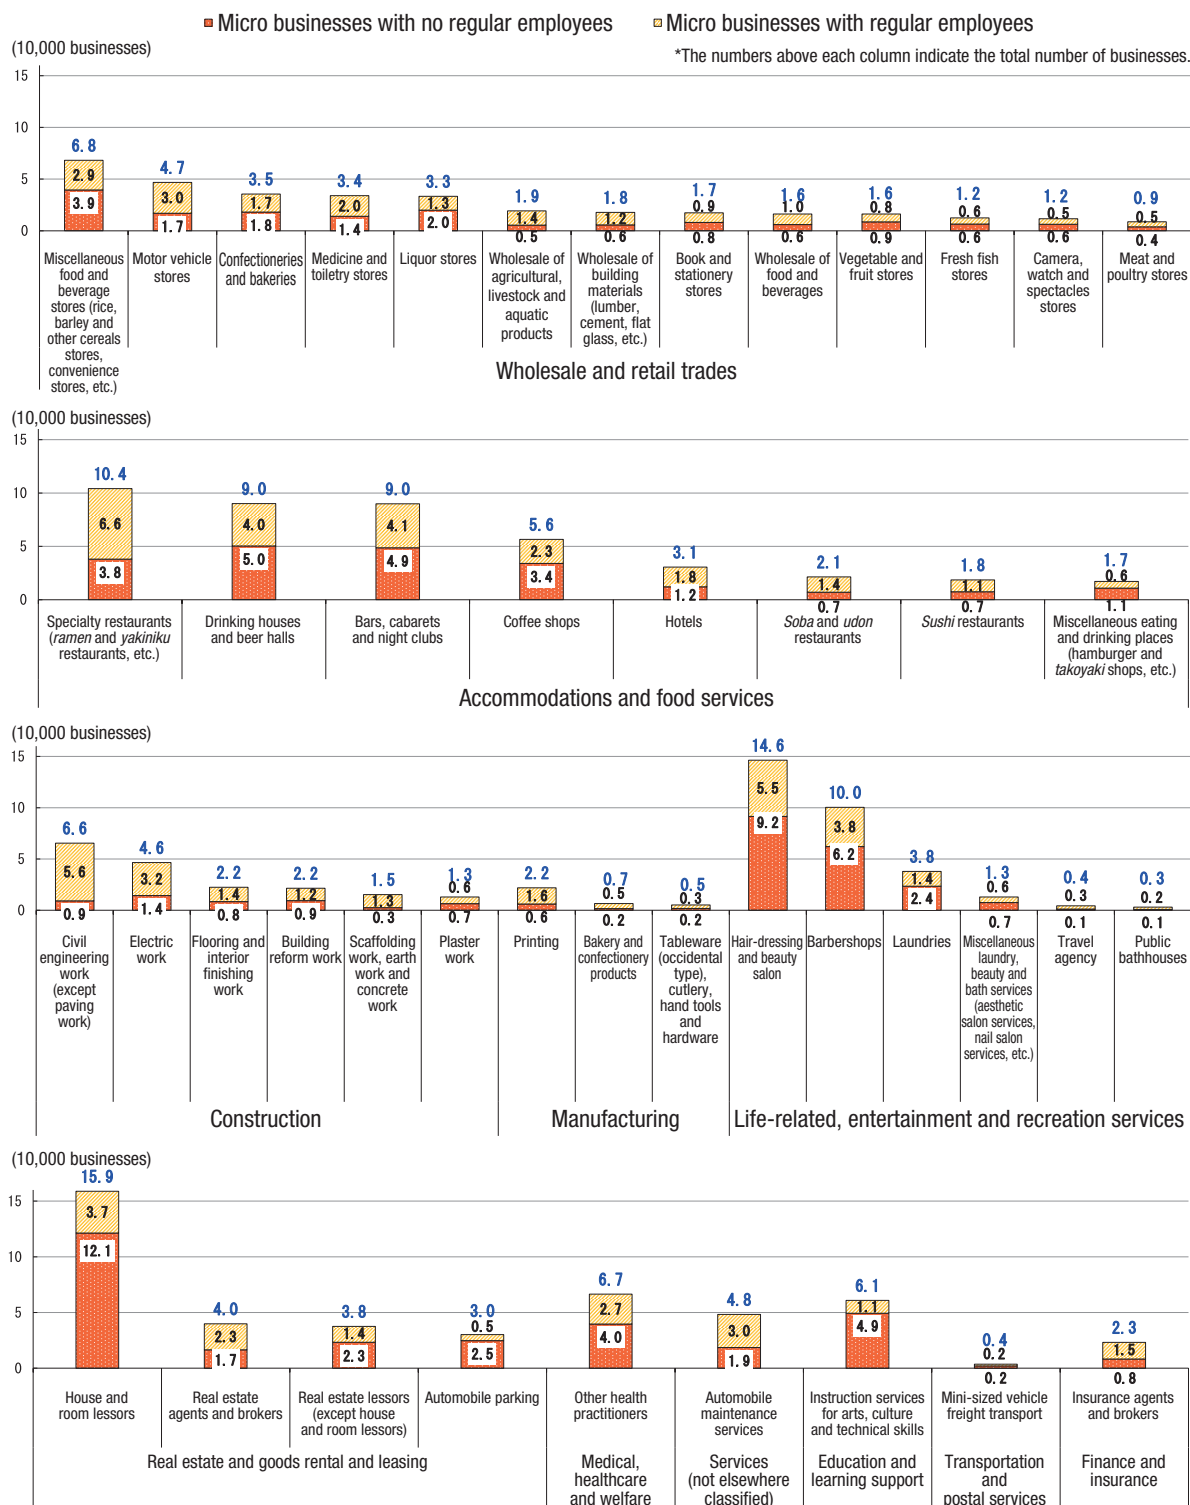 Micro businesses with no regular employees
Micro businesses with regular employees
(10,000 businesses)
*The numbers above each column indicate the total number of businesses.
15
10
5
0
6.8 4.7 3.5 3.4 3.3 1.9 1.8 1.7 1.6 1.6 1.2 1.2 0.9
2.9 3.0 1.7 2.0 1.3 1.4 1.2 0.9 1.0 0.8 0.6 0.5 0.5
3.9 1.7 1.8 1.4 2.0 0.5 0.6 0.8 0.6 0.9 0.6 0.6 0.4
Miscellaneous
food and
beverage
stores (rice,
barley and
other cereals
stores,
convenience
stores, etc.)
Motor vehicle
stores
Confectioneries
and bakeries
Medicine and
toiletry stores
Liquor stores
Wholesale of
agricultural,
livestock and
aquatic
products
Wholesale of
building
materials
(lumber,
cement, flat
glass, etc.)
Book and
stationery
stores
Wholesale of
food and
beverages
Vegetable and
fruit stores
Fresh fish
stores
Camera,
watch and
spectacles
stores
Meat and
poultry stores
Wholesale and retail trades
(10,000 businesses)
15
10
5
0
10.4 9.0 9.0 5.6 3.1 2.1 1.8 1.7
6.6 4.0 4.1 2.3 1.8 1.4 1.1 0.6
3.8 5.0 4.9 3.4 1.2 0.7 0.7 1.1
Specialty restaurants
(ramen and yakiniku
restaurants, etc.)
Drinking houses
and beer halls
Bars, cabarets
and night clubs
Coffee shops
Hotels
Soba and udon
restaurants
Sushi restaurants
Miscellaneous eating
and drinking places
(hamburger and
takoyaki shops, etc.)
Accommodations and food services
(10,000 businesses)
15
10
5
0
6.6 4.6 2.2 2.2 1.5 1.3 2.2 0.7 0.5 14.6 10.0 3.8 1.3 0.4 0.3
5.6 3.2 1.4 1.2 1.3 0.6 1.6 0.5 0.3 5.5 3.8 1.4 0.6 0.3 0.2
0.9 1.4 0.8 0.9 0.3 0.7 0.6 0.2 0.2 9.2 6.2 2.4 0.7 0.1 0.1
Civil
engineering
work
(except
paving
work)
Electric
work
Flooring and
interior
finishing
work
Building
reform work
Scaffolding
work, earth
work and
concrete
work
Plaster
work
Printing
Bakery and
confectionery
products
Tableware
(occidental
type),
cutlery,
hand tools
and
hardware
Hair-dressing
and beauty
salon
Barbershops
Laundries
Miscellaneous
laundry,
beauty and
bath services
(aesthetic
salon services,
nail salon
services, etc.)
Travel
agency
Public
bathhouses
Construction
Manufacturing
Life-related, entertainment and recreation services
(10,000 businesses)
15
10
5
0
15.9 4.0 3.8 3.0 6.7 4.8 6.1 0.4 2.3
3.7 2.3 1.4 0.5 2.7 3.0 1.1 0.2 1.5
12.1 1.7 2.3 2.5 4.0 1.9 4.9 0.2 0.8
House and
room lessors
Real estate
agents and brokers
Real estate lessors
(except house
and room lessors)
Automobile parking
Other health
practitioners
Automobile
maintenance
services
Instruction services
for arts, culture
and technical skills
Mini-sized vehicle
freight transport
Insurance agents
and brokers
Real estate and goods rental and leasing
Medical,
healthcare
and welfare
Services
(not elsewhere
classified)
Education and
learning support
Transportation
and
postal services
Finance and
insurance